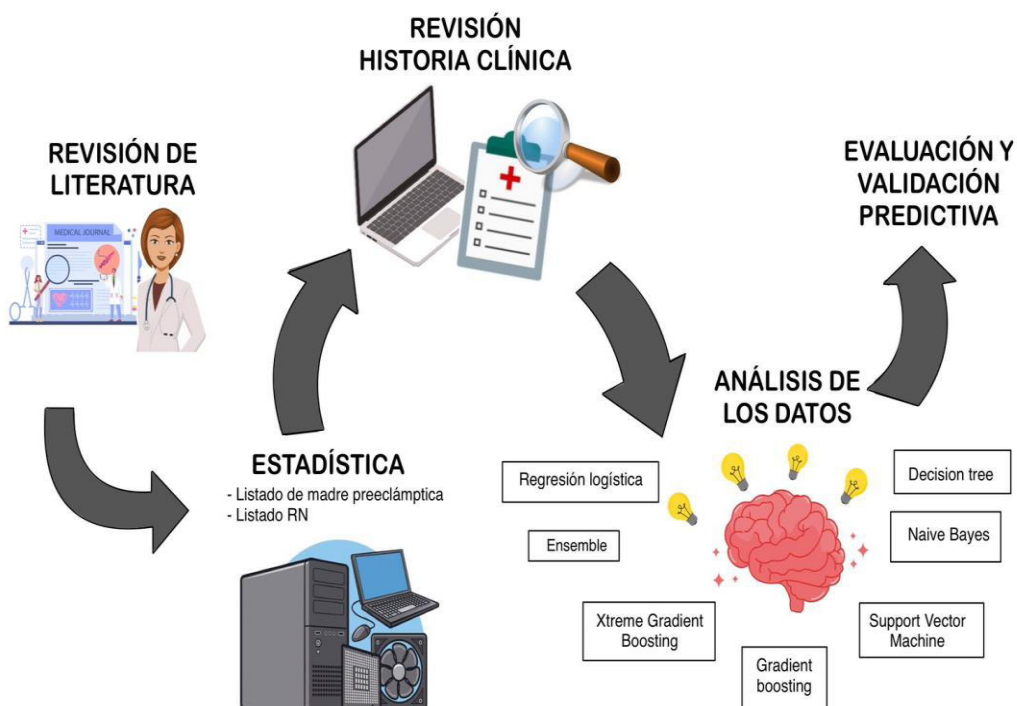 REVISIÓN DE
LITERATURA
MEDICAL JOURNAL
ESTADÍSTICA
- Listado de madre preeclámptica
- Listado RN
REVISIÓN
HISTORIA CLÍNICA
ANÁLISIS DE
LOS DATOS
Regresión logística
Ensemble
Xtreme Gradient
Boosting
Gradient
boosting
Support Vector
Machine
Naive Bayes
Decision tree
EVALUACIÓN Y
VALIDACIÓN
PREDICTIVA